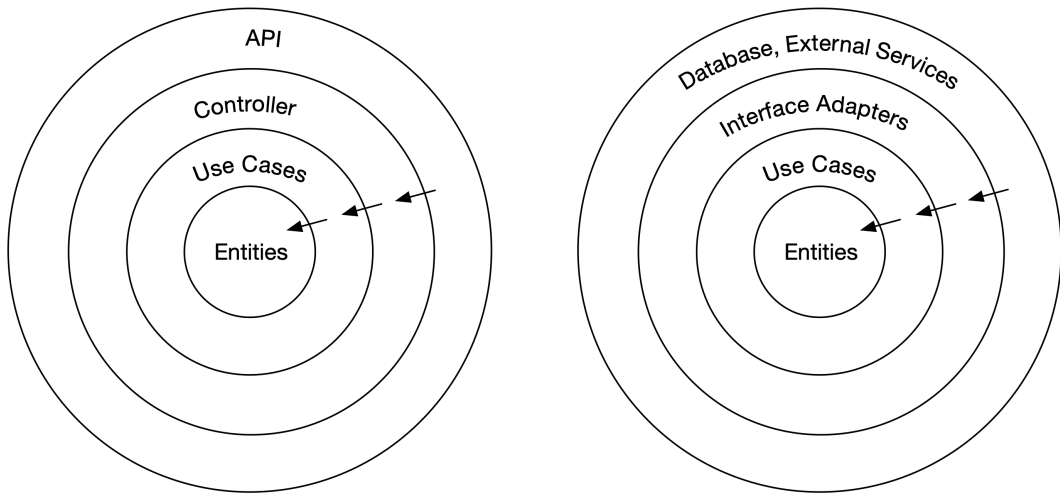 API
Controller
Use Cases
Entities
Database, External Services
Interface Adapters
Use Cases
Entities